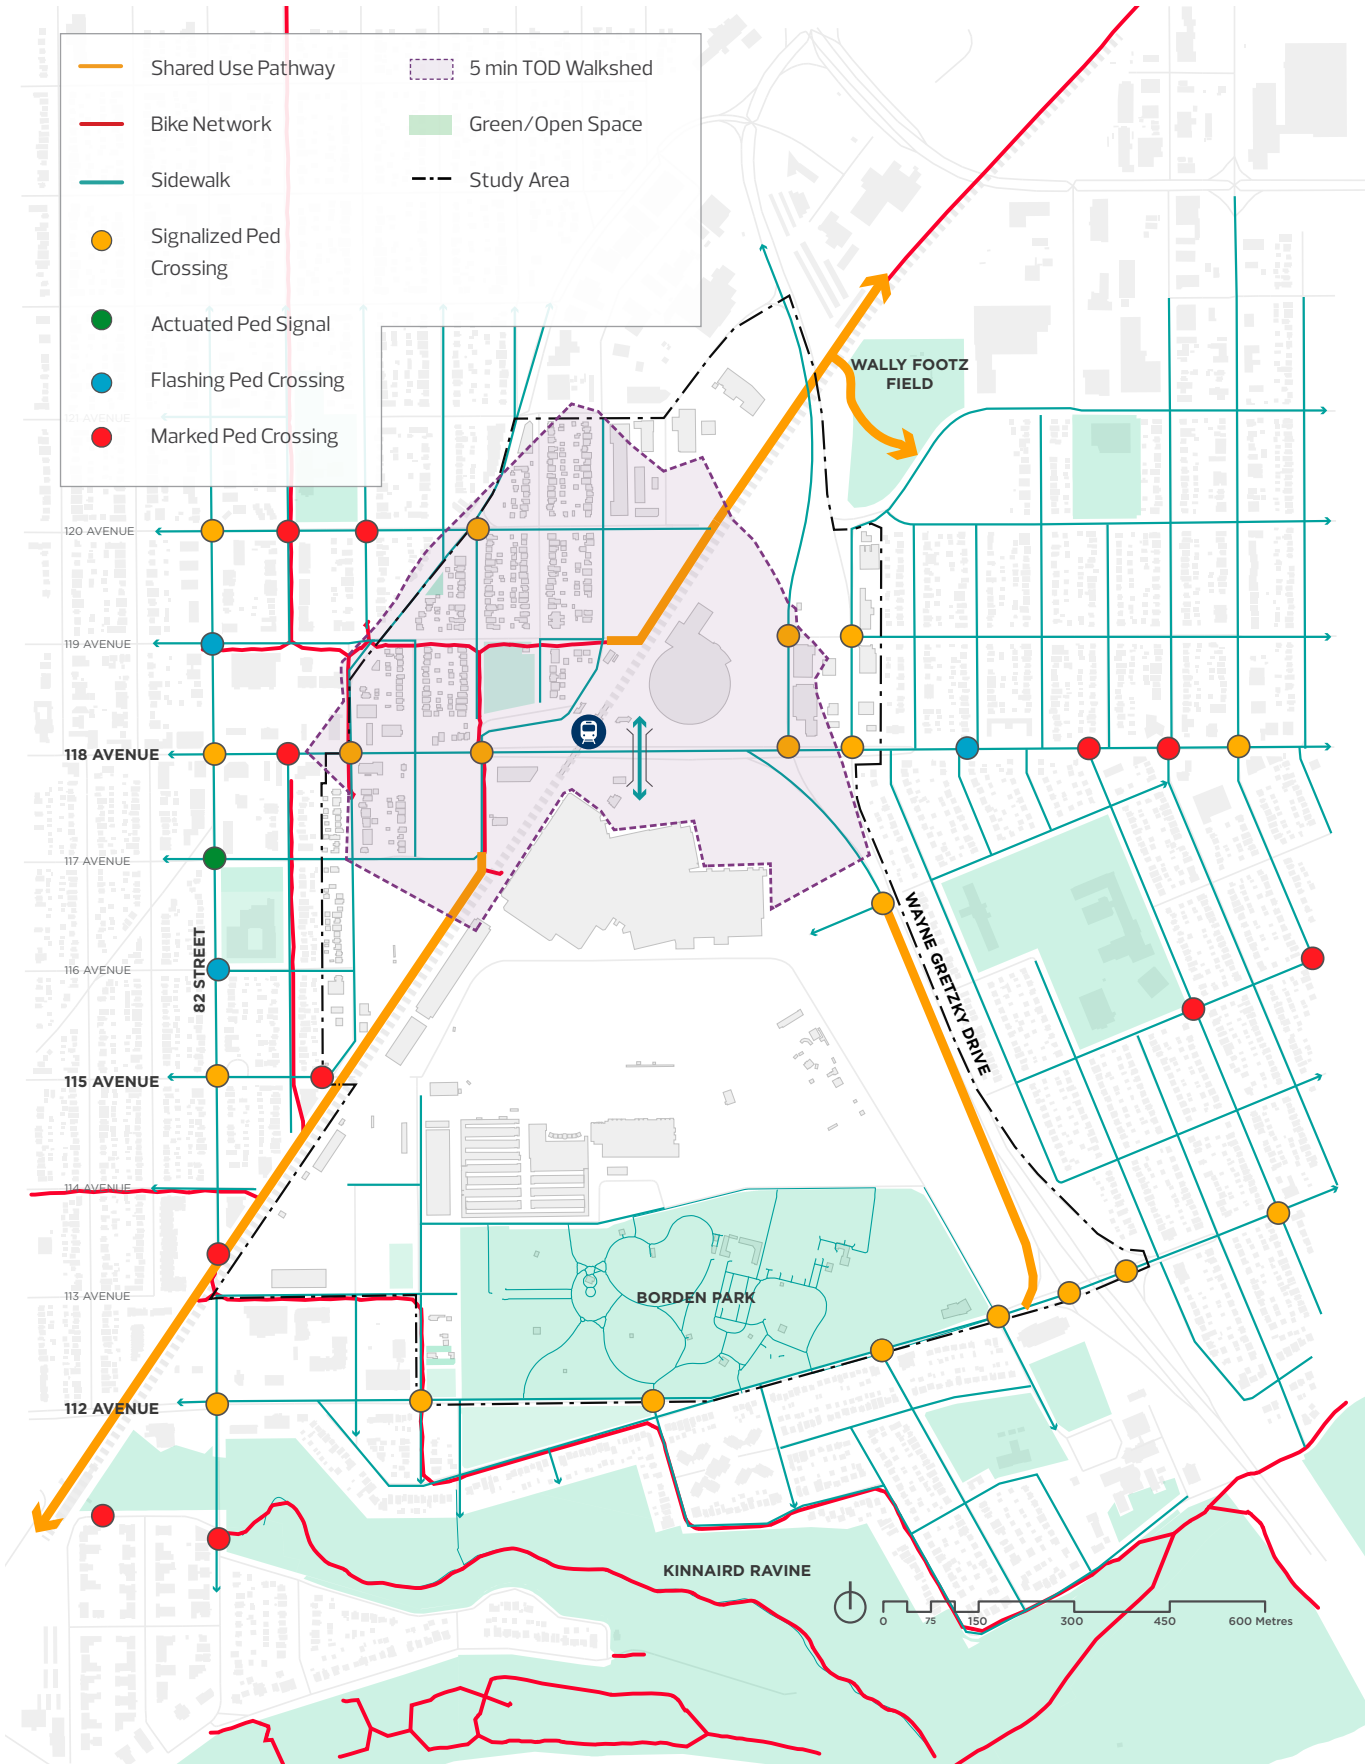 Shared Use Pathway
Bike Network
Sidewalk
Signalized Ped
Crossing
Actuated Ped Signal
Flashing Ped Crossing
Marked Ped Crossing
5 min TOD Walkshed
Green/Open Space
Study Area
WALLY FOOTZ
FIELD
121 AVENUE
120 AVENUE
119 AVENUE
118 AVENUE
117 AVENUE
82 STREET
116 AVENUE
WAYNE GRETZKY DRIVE
115 AVENUE
114 AVENUE
113 AVENUE
BORDEN PARK
112 AVENUE
KINNAIRD RAVINE
0 75 150 300 450 600 Metres